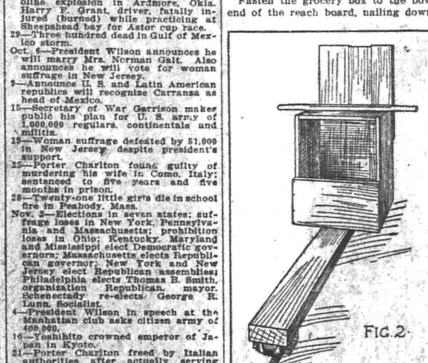 pline explosion in Ardmore, Okla.
Harry F. Grant, driver, fatally in-
jured (burned) while practicing at
Sheepshead bay for Astor cup race.
29—Three hundred dead in Gulf of Mex-
ico storm.
Oct. 6—President Wilson announces he
will marry Mrs. Norman Galt. Also
announces he will vote for woman
suffrage in New Jersey.
9—Announce U. S. and Latin American
republics will recognize Carranza as
head of Mexico.
—Secretary of War Garrison makes
public his plan for U. S. army of
regulars, continentals and
militia.
19—Woman suffrage defeated by 51,000
in New Jersey despite president's
support.
—Porter Charlton found guilty of
murdering his wife in Como, Italy;
sentenced to five years and five
months in prison.
28—Twenty-one little girls die in school
fire in Peabody, Mass.
Nov. 2—Elections in seven states; suf-
frage loses in New York, Pennsylva-
nia and Massachusetts; prohibition
loses in Ohio; Kentucky, Maryland
and Mississippi elect Democratic gov-
ernors; Massachusetts elects Republi-
can governor; New York and New
Jersey elect Republican assemblies;
Philadelphia elects Thomas B. Smith,
organization Republican, mayor.
Schenectady re-elects George R.
Lunn, Socialist.
4—President Wilson in speech at the
Manhattan club asks citizen army of
400,000.
10—Yoshihito crowned emperor of Ja-
pan in Kyoto.
—Porter Charlton freed by Italian
authorities after actually serving
Fasten the grocery box to the
end of the reach board, nailing down
FIG. 2.